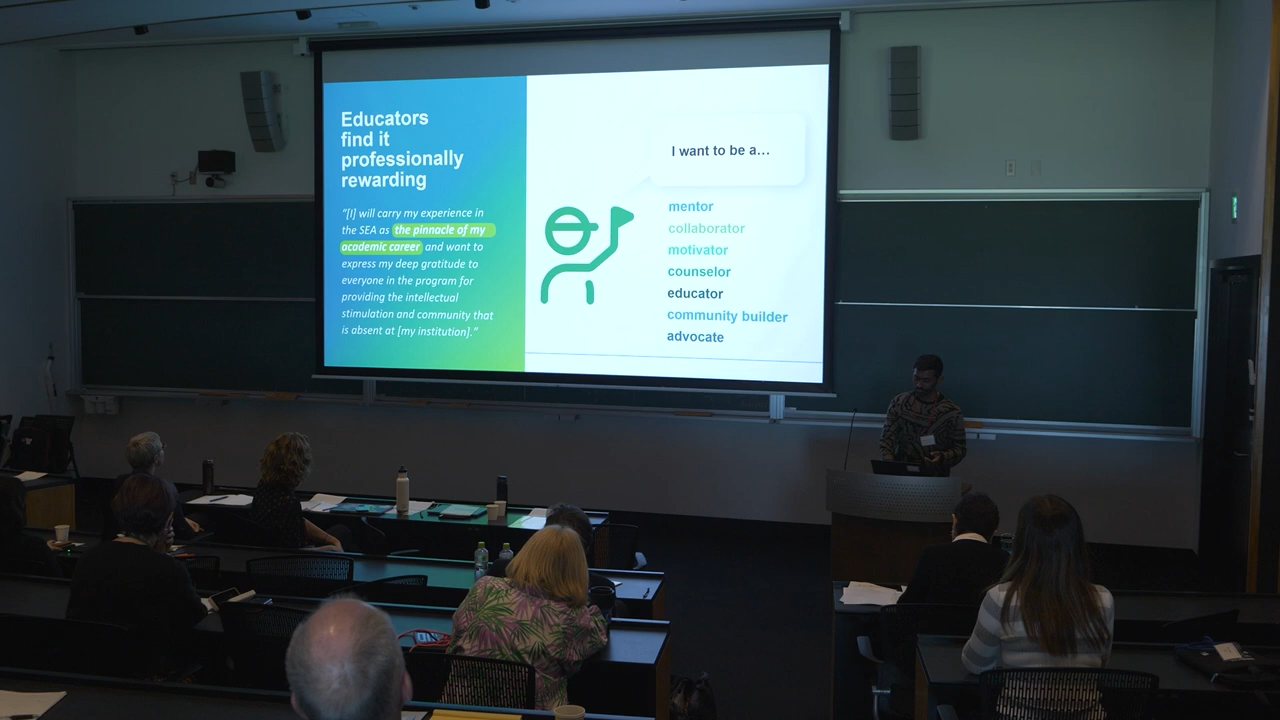 Educators
find it
professionally
rewarding
"[I] will carry my experience in
the SEA as the pinnacle of my
academic career and want to
express my deep gratitude to
everyone in the program for
providing the intellectual
stimulation and community that
is absent at [my institution]."
I want to be a...
mentor
collaborator
motivator
counselor
educator
community builder
advocate